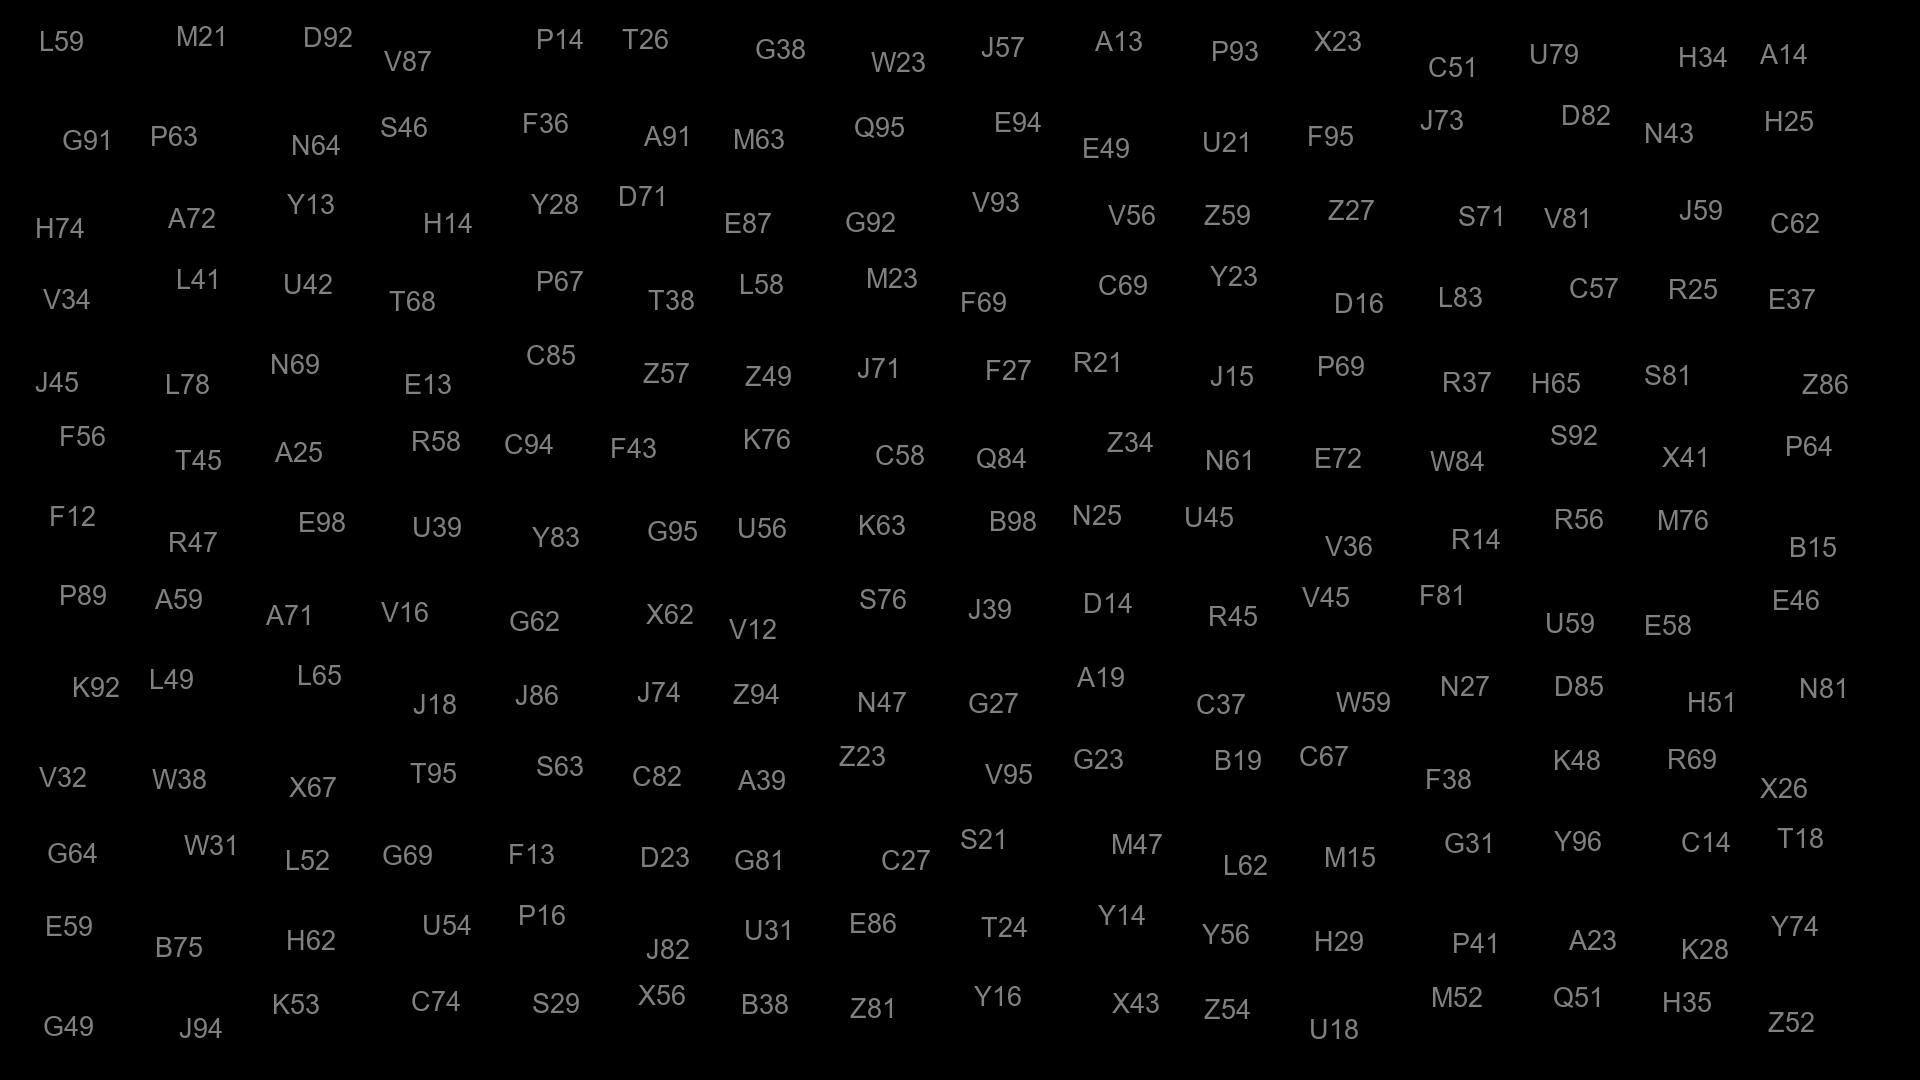 L59 M21 D92 V87 P14 T26 G38 W23 J57 A13 P93 X23 C51 U79 H34 A14
G91 P63 N64 S46 F36 A91 M63 Q95 E94 E49 U21 F95 J73 D82 N43 H25
H74 A72 Y13 H14 Y28 D71 E87 G92 V93 V56 Z59 Z27 S71 V81 J59 C62
V34 L41 U42 T68 P67 T38 L58 M23 F69 C69 Y23 D16 L83 C57 R25 E37
J45 L78 N69 E13 C85 Z57 Z49 J71 F27 R21 J15 P69 R37 H65 S81 Z86
F56 T45 A25 R58 C94 F43 K76 C58 Q84 Z34 N61 E72 W84 S92 X41 P64
F12 R47 E98 U39 Y83 G95 U56 K63 B98 N25 U45 V36 R14 R56 M76 B15
P89 A59 A71 V16 G62 X62 V12 S76 J39 D14 R45 V45 F81 U59 E58 E46
K92 L49 L65 J18 J86 J74 Z94 N47 G27 A19 C37 W59 N27 D85 H51 N81
V32 W38 X67 T95 S63 C82 A39 Z23 V95 G23 B19 C67 F38 K48 R69 X26
G64 W31 L52 G69 F13 D23 G81 C27 S21 M47 L62 M15 G31 Y96 C14 T18
E59 B75 H62 U54 P16 J82 U31 E86 T24 Y14 Y56 H29 P41 A23 K28 Y74
G49 J94 K53 C74 S29 X56 B38 Z81 Y16 X43 Z54 U18 M52 Q51 H35 Z52